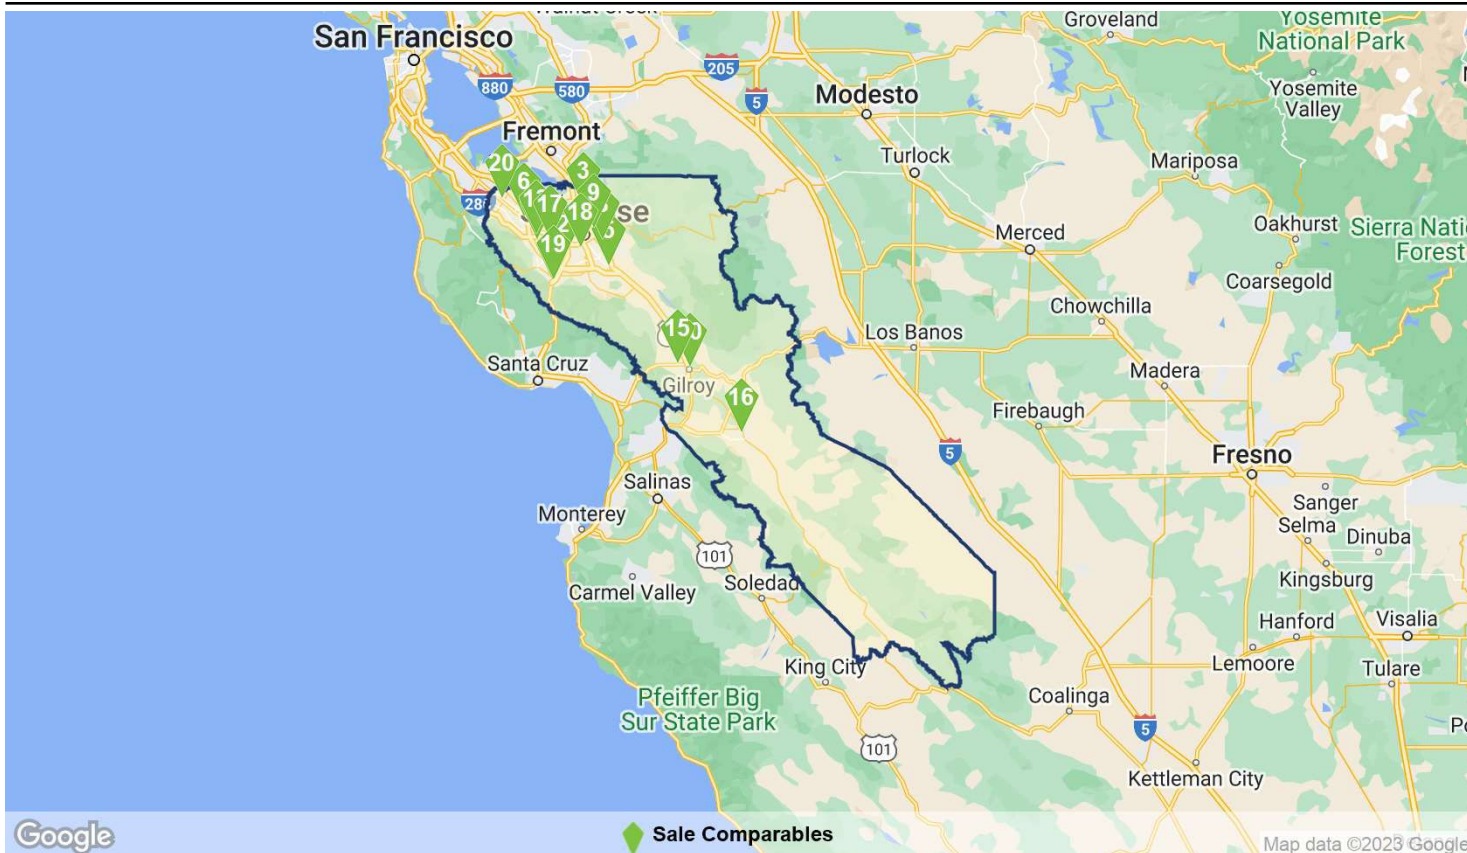 Groveland
Yosemite
National Park
San Francisco
205
880
580
5
Modesto
Yosemite
Valley
Fremont
Turlock
Mariposa
20
3
6
9
17
18
280
Oakhurst
Merced
Forest
19
Coarsegold
Chowchilla
15
Los Banos
Santa Cruz
Gilroy
Madera
16
Firebaugh
5
Fresno
Salinas
Sanger
Monterey
Selma
Dinuba
101
Soledad
Kingsburg
Carmel Valley
Hanford
Visalia
Lemoore
King City
Tulare
Pfeiffer Big
Sur State Park
Coalinga
5
101
Kettleman City
Google
Sale Comparables
Map data ©2023 Google